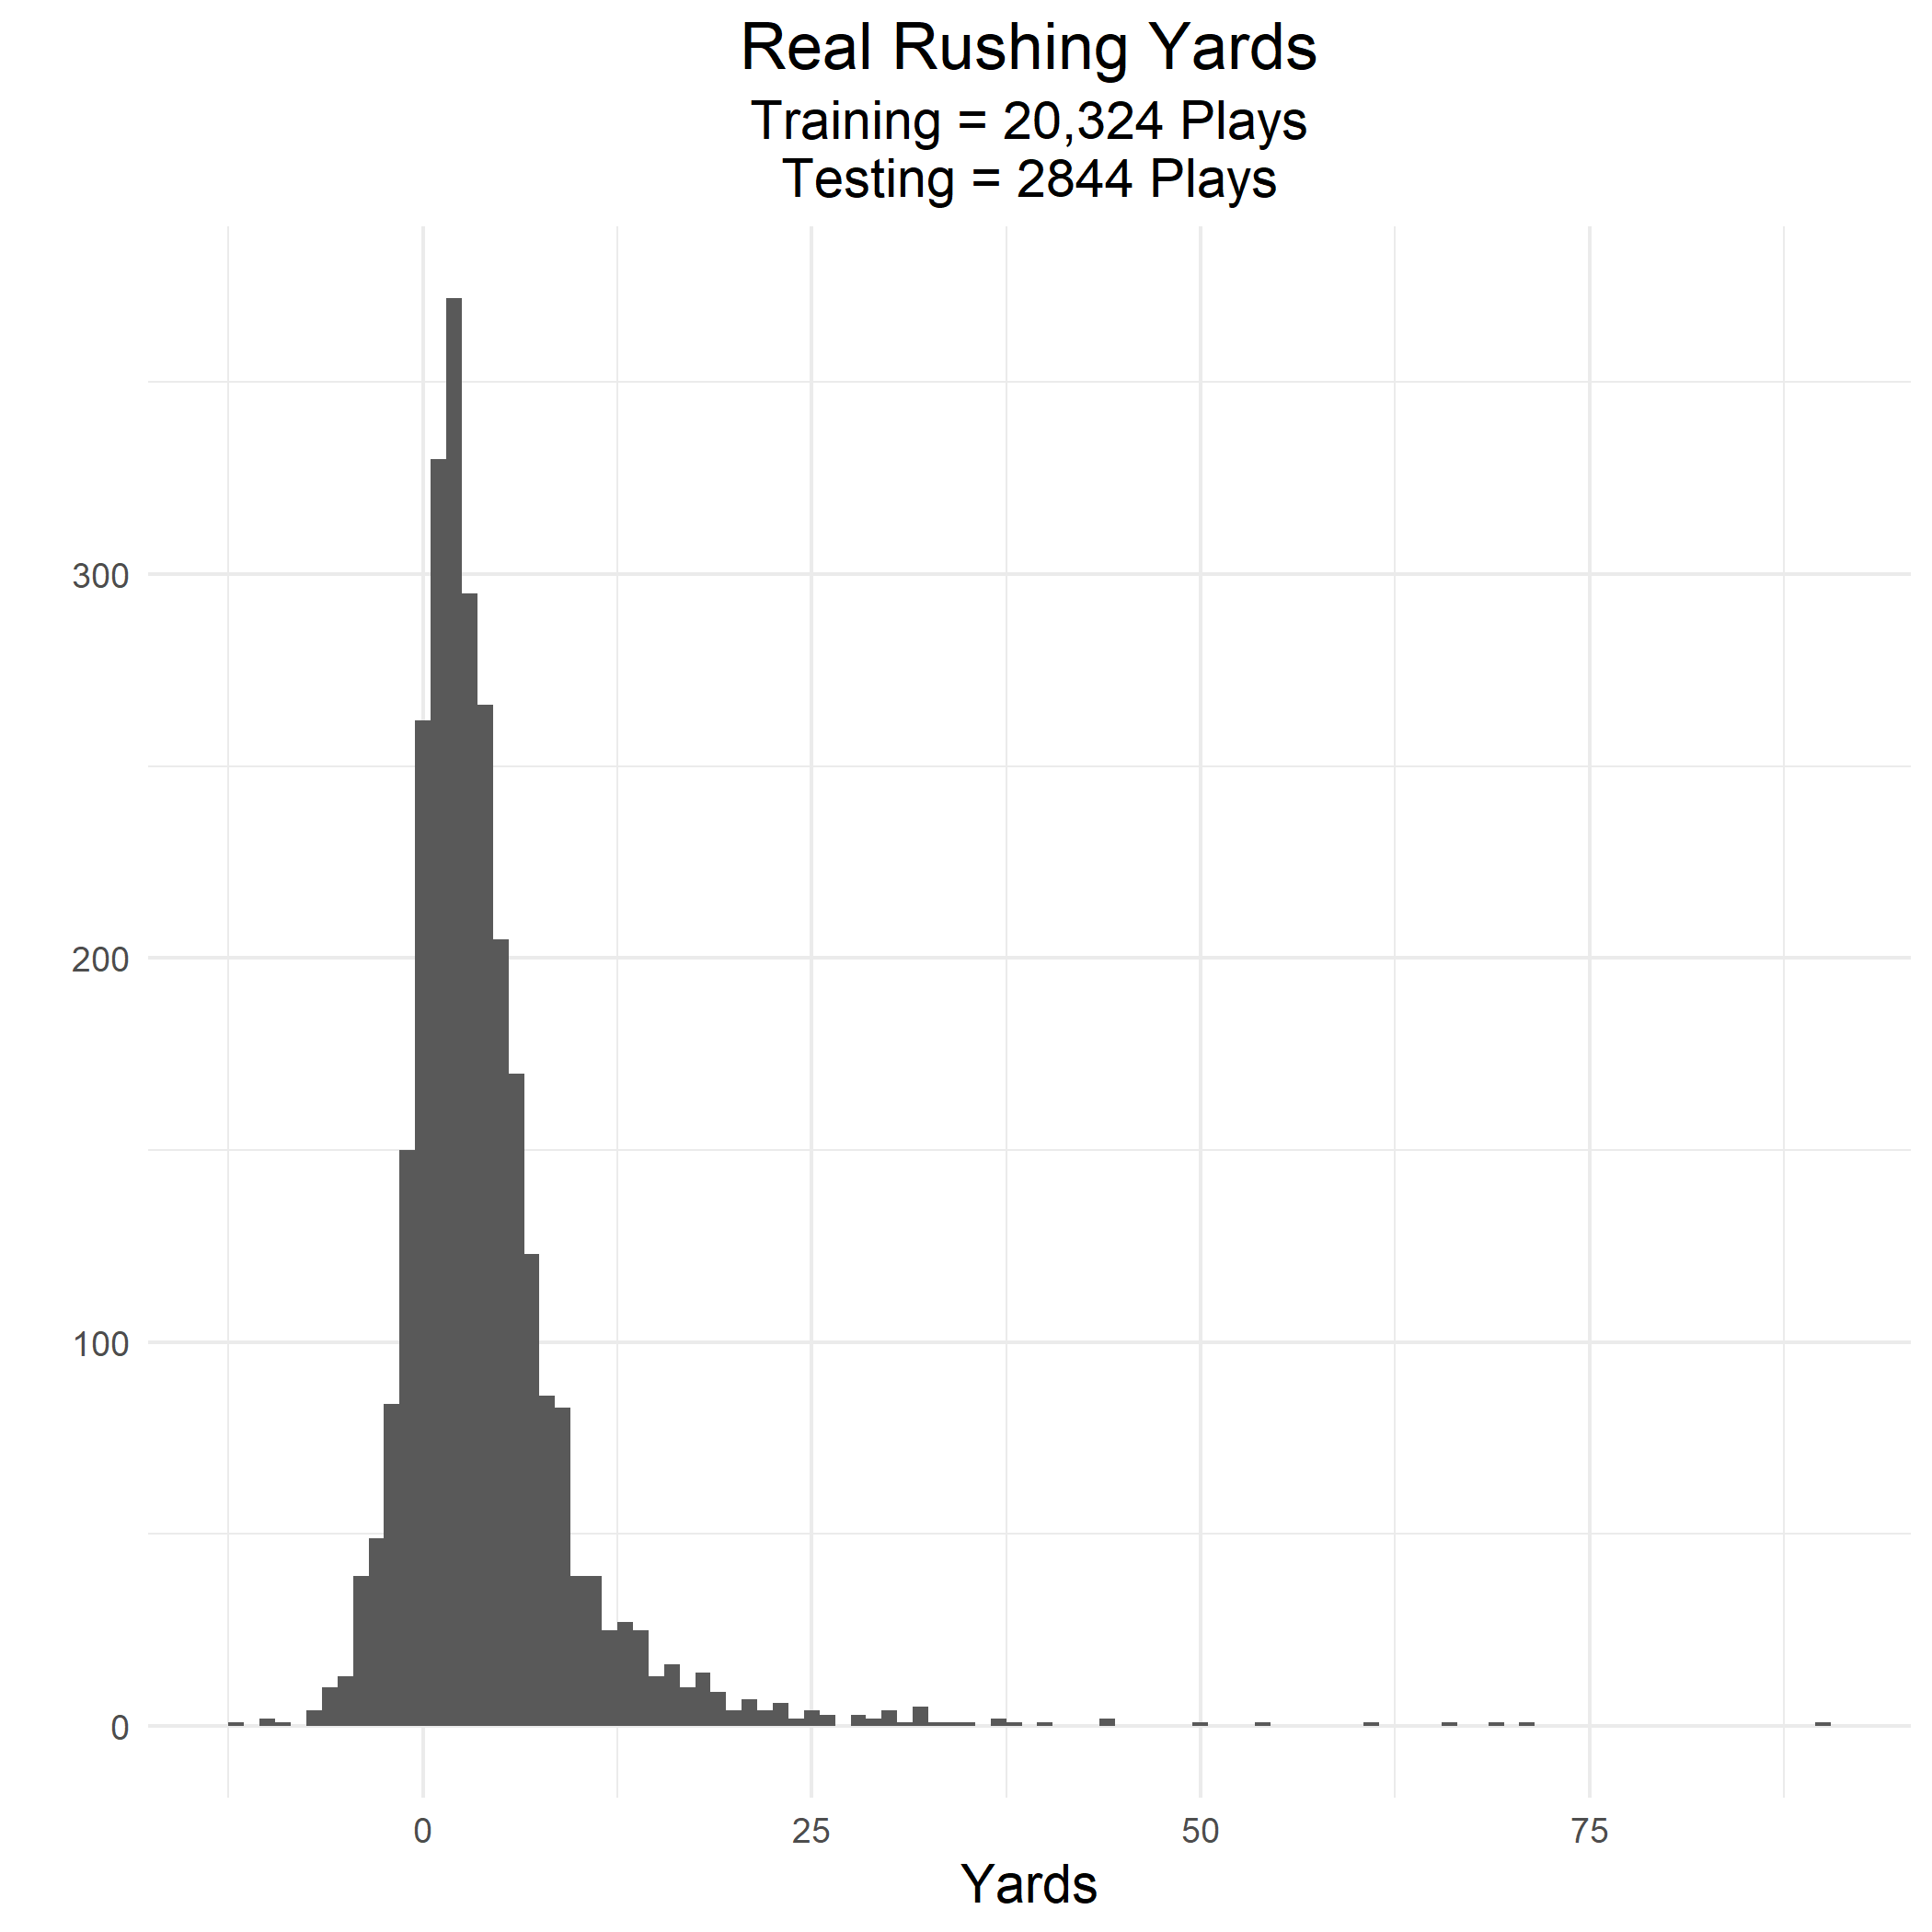 Real Rushing Yards
Training = 20,324 Plays
Testing = 2844 Plays
300
200
100
0
0
25
50
75
Yards